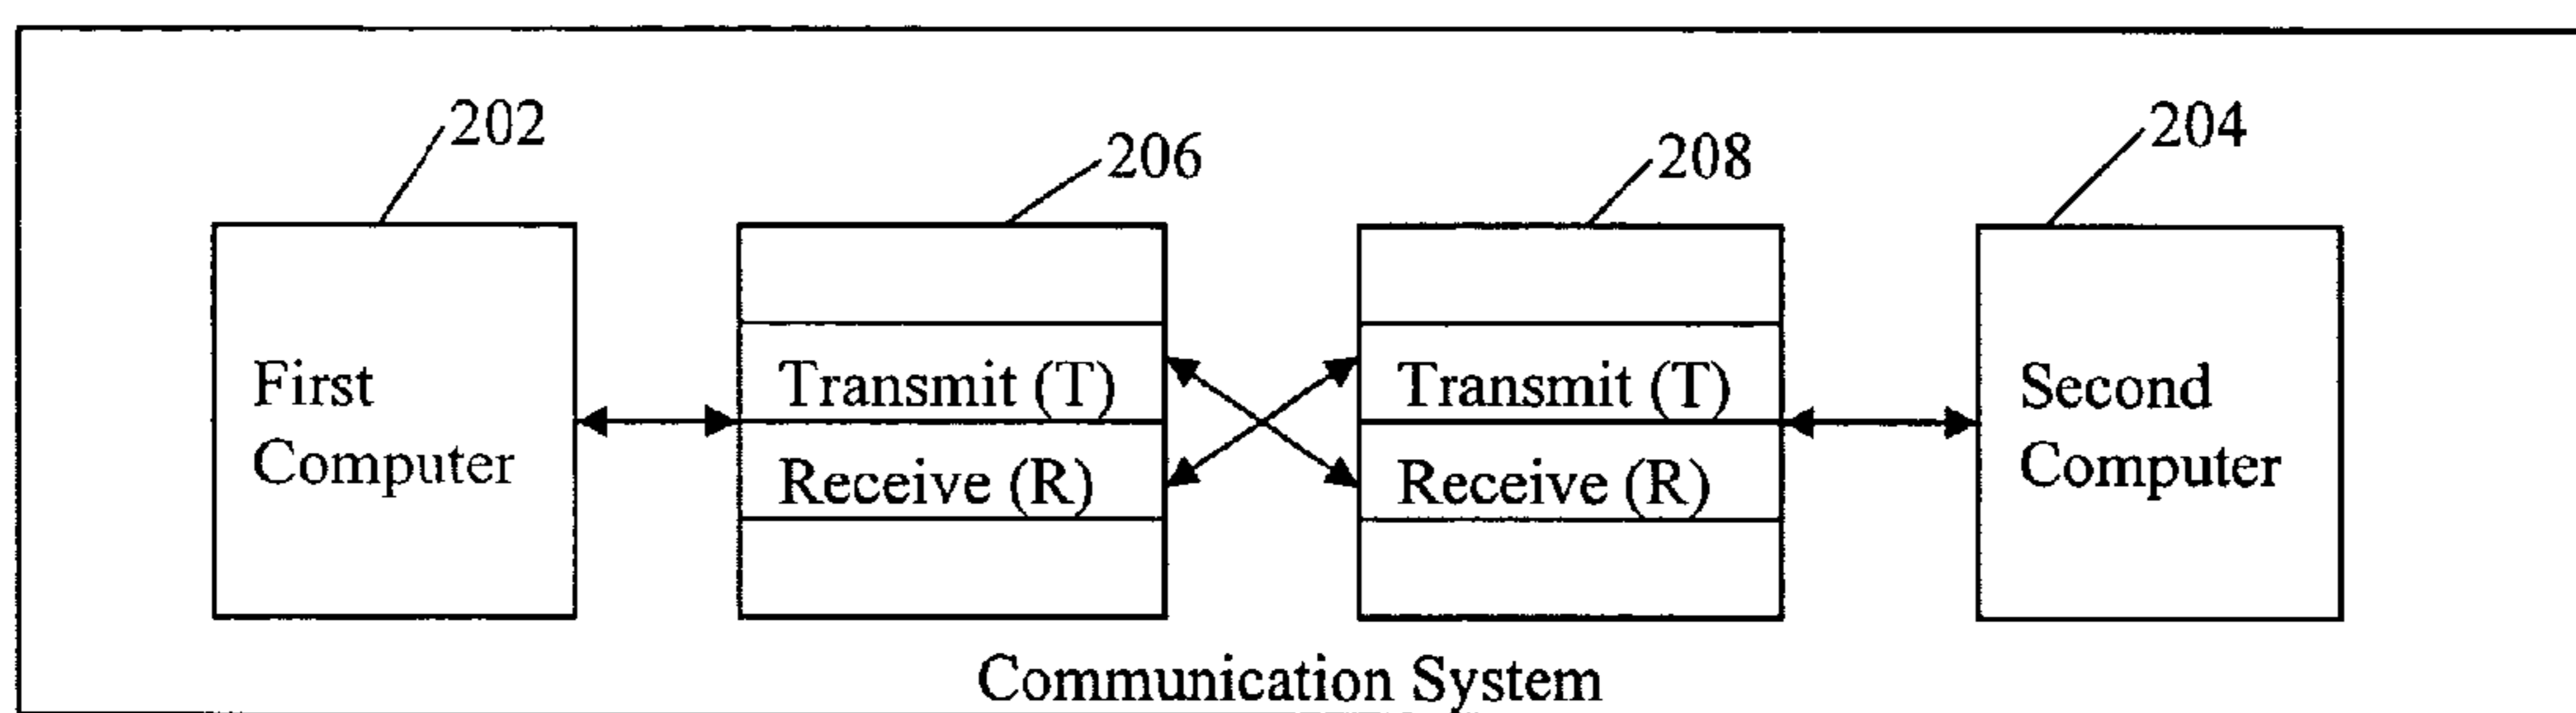 202
206
208
204
First
Computer
Transmit (T)
Receive (R)
Transmit (T)
Receive (R)
Second
Computer
Communication System